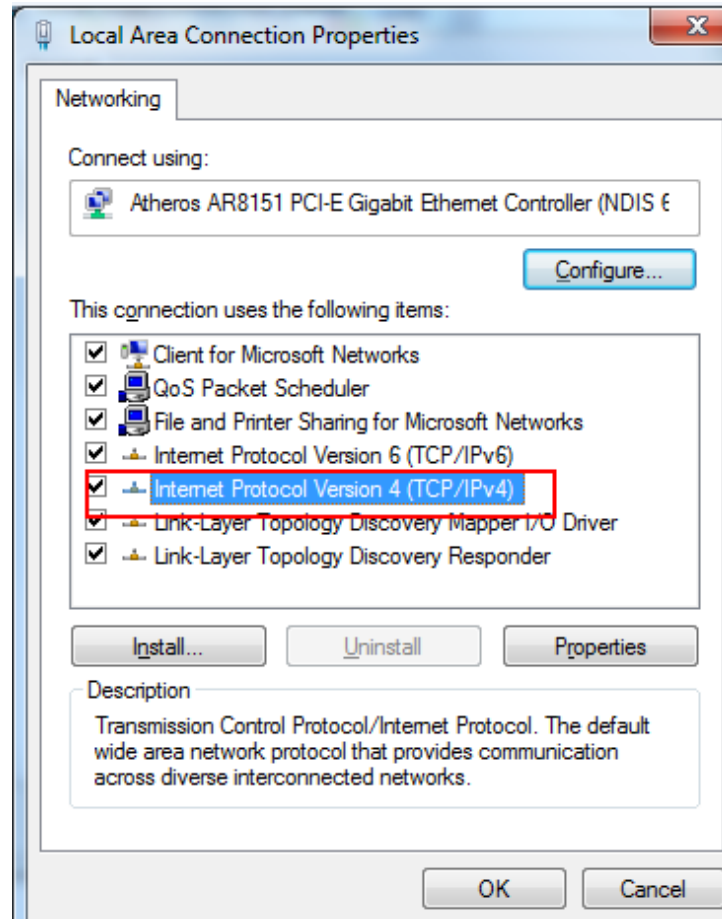 Local Area Connection Properties
Networking
Connect using:
Atheros AR8151 PCI-E Gigabit Ethernet Controller (NDIS 6
Configure...
This connection uses the following items:
Client for Microsoft Networks
QoS Packet Scheduler
File and Printer Sharing for Microsoft Networks
Internet Protocol Version 6 (TCP/IPv6)
Internet Protocol Version 4 (TCP/IPv4)
Link-Layer Topology Discovery Mapper I/O Driver
Link-Layer Topology Discovery Responder
Install...
Uninstall
Properties
Description
Transmission Control Protocol/Internet Protocol. The default
wide area network protocol that provides communication
across diverse interconnected networks.
OK
Cancel